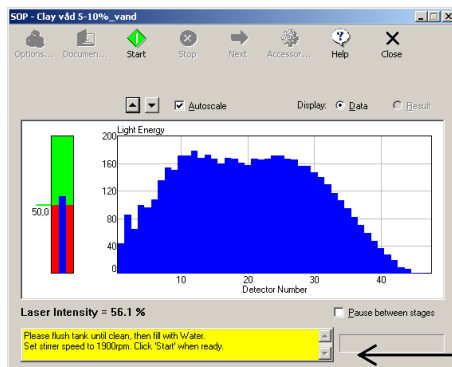 SOP - Clay våd 5-10%_vand
Options... Documen... Start Stop Next Accessor... Help Close
Autoscale Display: Data Result
Light Energy
200
160
120
80
40
0
50,0
10 20 30 40
Detector Number
Laser Intensity = 56.1 % Pause between stages
Please flush tank until clean, then fill with Water.
Set stirrer speed to 1900rpm. Click 'Start' when ready.